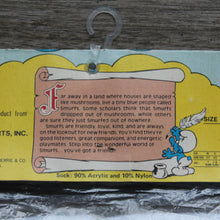 Far away in a land where houses are shaped
like mushrooms, live a tiny blue people called
Smurfs. Some scholars think that Smurfs
dropped out of mushrooms, while others
are sure they just Smurfed out of nowhere.
Smurfs are friendly, loyal, kind, and are always
on the lookout for new friends. You'll find they're
good listeners, companions, and energetic
playmates. Step into the wonderful world of
Smurfs... you've got a friend!
Sock: 90% Acrylic and 10% Nylon
roduct from
TS, INC.
ERRIE & CO.
SIZE